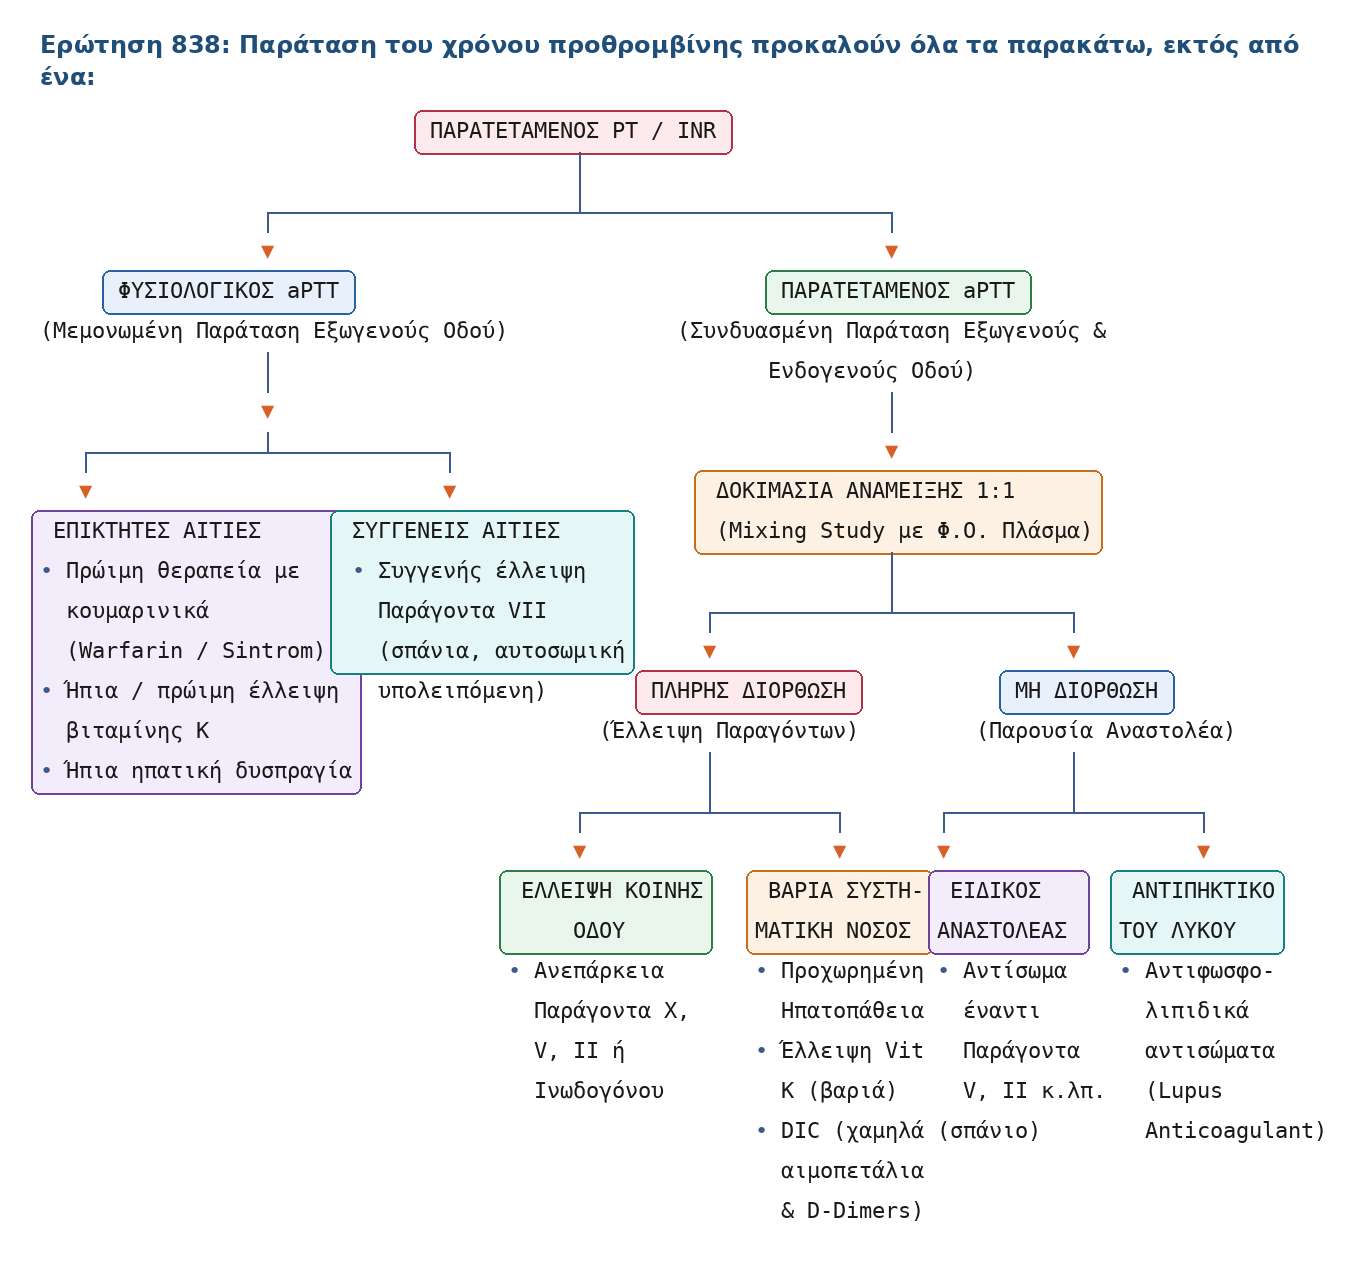 Ερώτηση 838: Παράταση του χρόνου προθρομβίνης προκαλούν όλα τα παρακάτω, εκτός από
ένα:
ΠΑΡΑΤΕΤΑΜΕΝΟΣ PT / INR
ΦΥΣΙΟΛΟΓΙΚΟΣ aPTT
(Μεμονωμένη Παράταση Εξωγενούς Οδού)
ΠΑΡΑΤΕΤΑΜΕΝΟΣ aPTT
(Συνδυασμένη Παράταση Εξωγενούς &
Ενδογενούς Οδού)
ΕΠΙΚΤΗΤΕΣ ΑΙΤΙΕΣ
• Πρώιμη θεραπεία με
κουμαρινικά
(Warfarin / Sintrom)
• Ήπια / πρώιμη έλλειψη
βιταμίνης Κ
• Ήπια ηπατική δυσπραγία
ΣΥΓΓΕΝΕΙΣ ΑΙΤΙΕΣ
• Συγγενής έλλειψη
Παράγοντα VII
(σπάνια, αυτοσωμική
υπολειπόμενη)
ΔΟΚΙΜΑΣΙΑ ΑΝΑΜΕΙΞΗΣ 1:1
(Mixing Study με Φ.Ο. Πλάσμα)
ΠΛΗΡΗΣ ΔΙΟΡΘΩΣΗ
(Έλλειψη Παραγόντων)
ΜΗ ΔΙΟΡΘΩΣΗ
(Παρουσία Αναστολέα)
ΕΛΛΕΙΨΗ ΚΟΙΝΗΣ
ΟΔΟΥ
• Ανεπάρκεια
Παράγοντα X,
V, II ή
Ινωδογόνου
ΒΑΡΙΑ ΣΥΣΤΗ-
ΜΑΤΙΚΗ ΝΟΣΟΣ
• Προχωρημένη
Ηπατοπάθεια
• Έλλειψη Vit
K (βαριά)
• DIC (χαμηλά
αιμοπετάλια
& D-Dimers)
ΕΙΔΙΚΟΣ
ΑΝΑΣΤΟΛΕΑΣ
• Αντίσωμα
έναντι
Παράγοντα
V, II κ.λπ.
(σπάνιο)
ΑΝΤΙΠΗΚΤΙΚΟ
ΤΟΥ ΛΥΚΟΥ
• Αντιφωσφο-
λιπιδικά
αντισώματα
(Lupus
Anticoagulant)